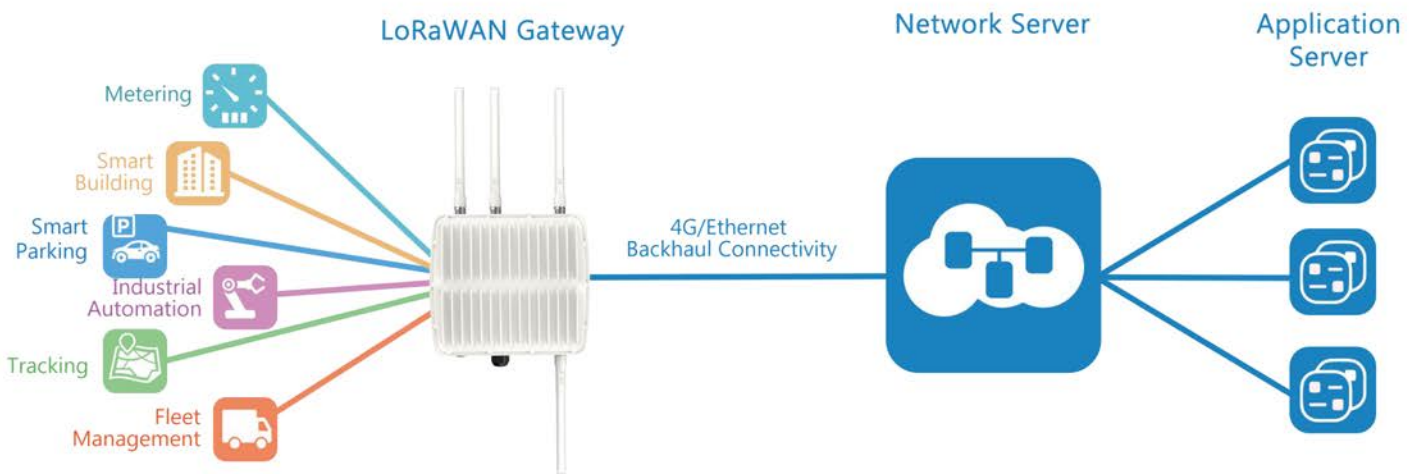 LoRaWAN Gateway
Network Server
Application
Server
Metering
Smart
Building
Smart
Parking
P
Industrial
Automation
Tracking
Fleet
Management
4G/Ethernet
Backhaul Connectivity